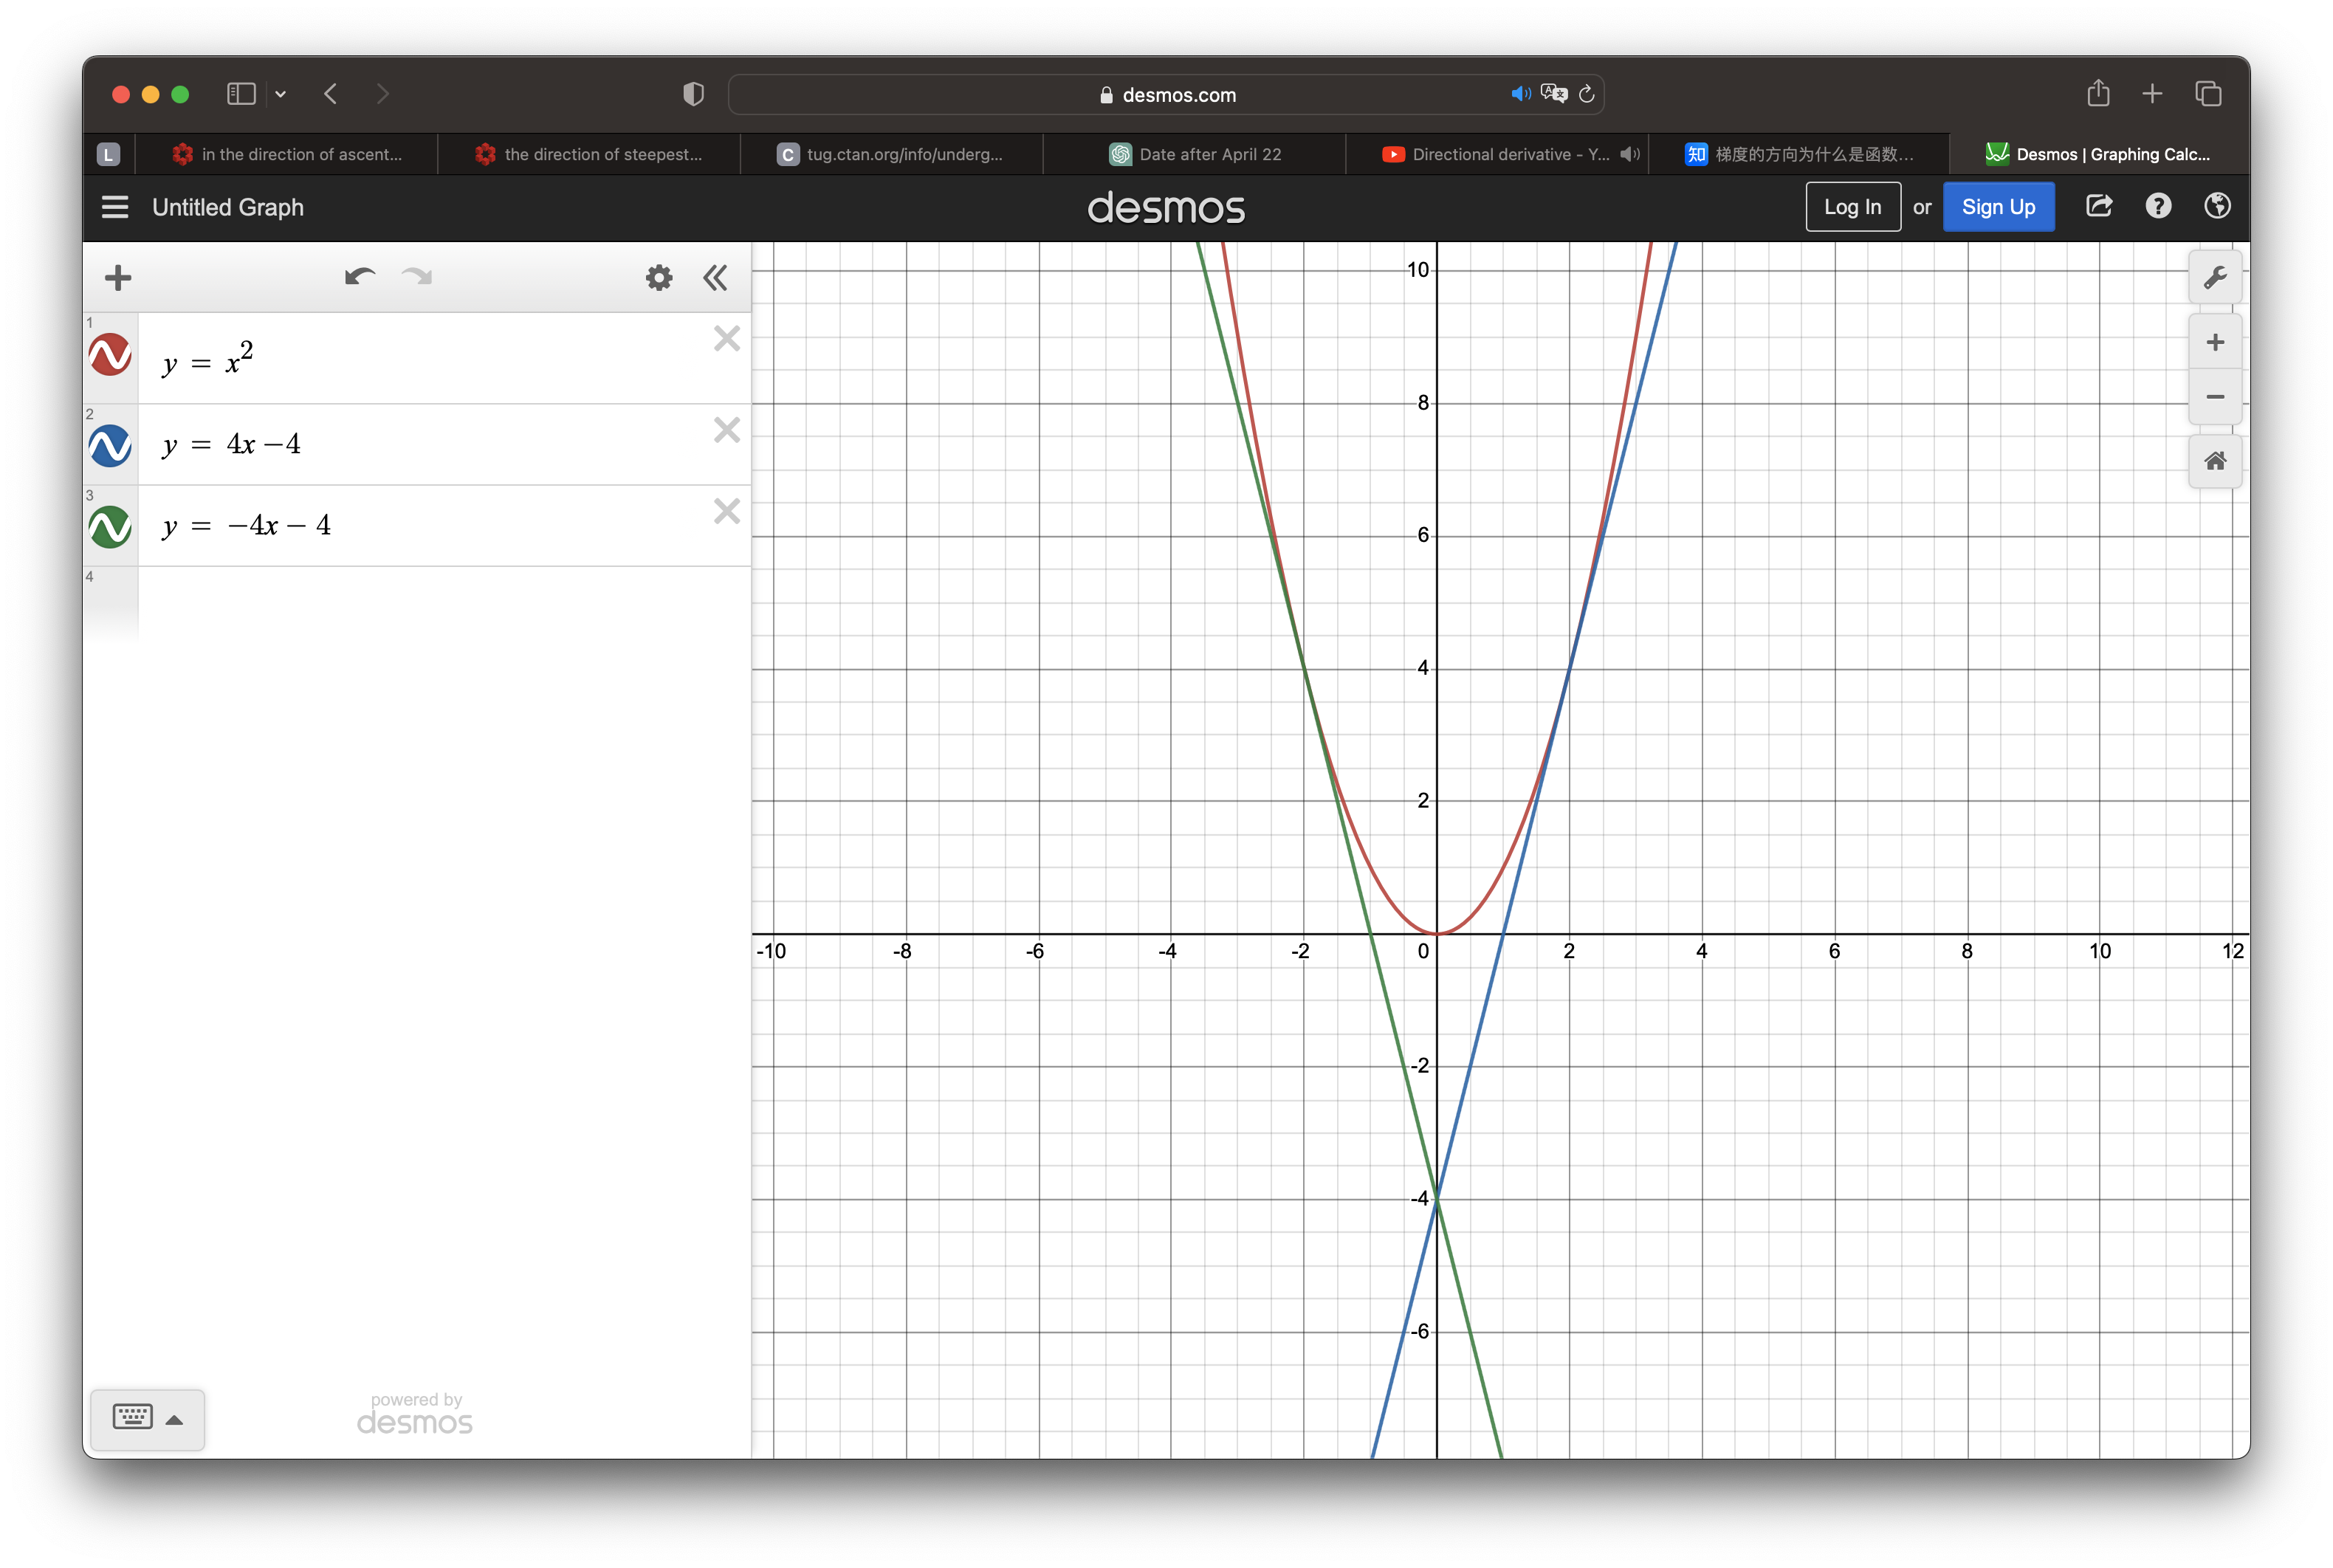 desmos.com
L
in the direction of ascent...
the direction of steepest...
C tug.ctan.org/info/underg...
Date after April 22
Directional derivative - Y...
知 梯度的方向为什么是函数...
Desmos | Graphing Calc...
Untitled Graph
desmos
Log In or Sign Up
1
y = x²
2
y = 4x −4
3
y = −4x − 4
4
10
8
6
4
2
-10 -8 -6 -4 -2 0 2 4 6 8 10 12
-2
-4
-6
powered by
desmos